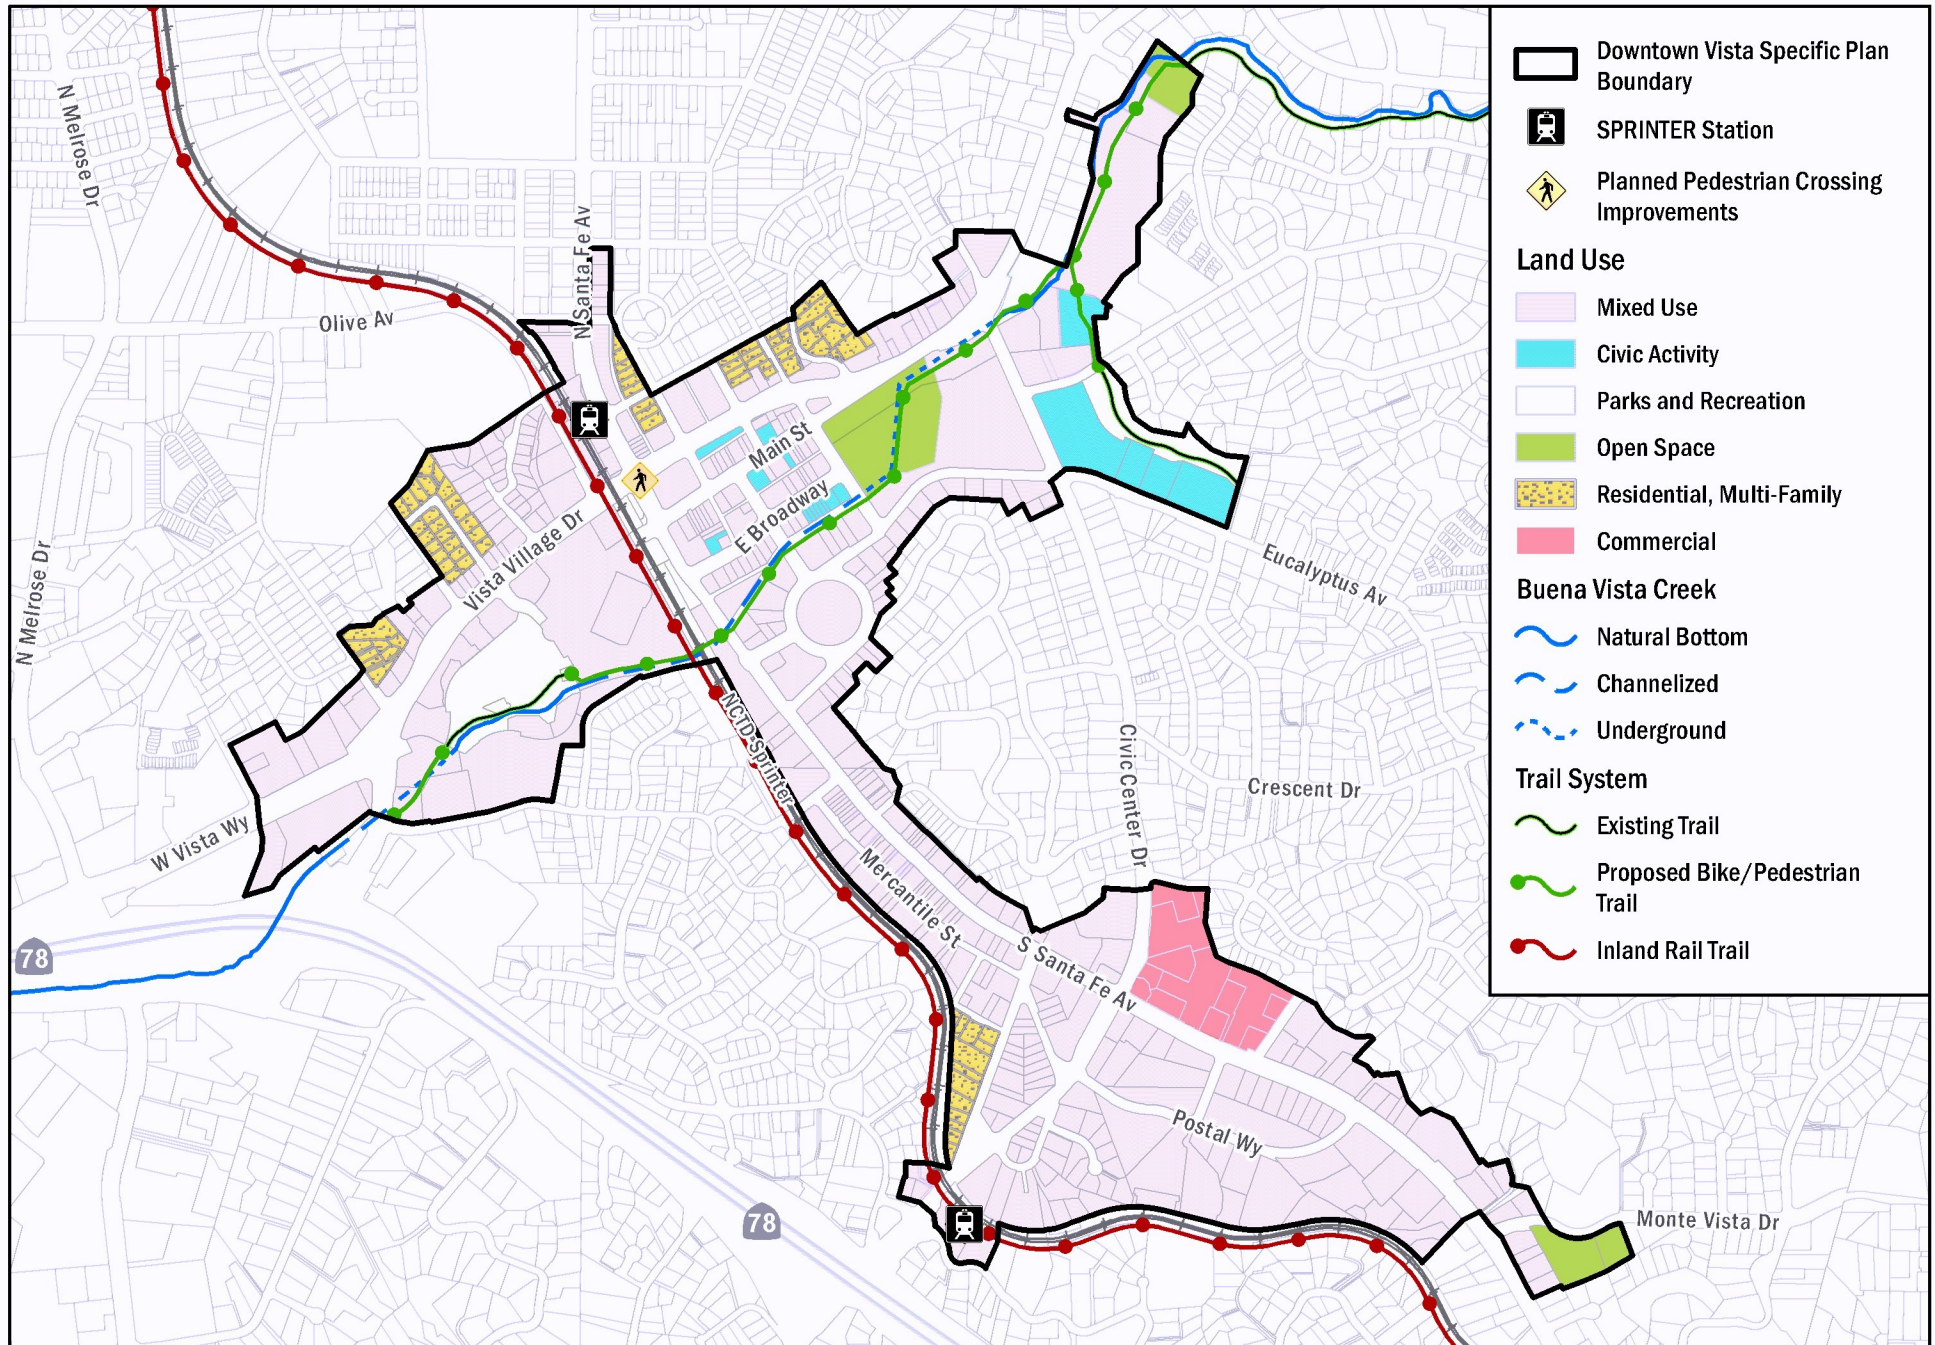 N Melrose Dr
N Santa Fe Av
Olive Av
Main St
E Broadway
Vista Village Dr
N Melrose Dr
Eucalyptus Av
NCTD-Sprinter
Civic Center Dr
Crescent Dr
W Vista Wy
Mercantile St
S Santa Fe Av
78
Postal Wy
78
Monte Vista Dr
Downtown Vista Specific Plan
Boundary
SPRINTER Station
Planned Pedestrian Crossing
Improvements
Land Use
Mixed Use
Civic Activity
Parks and Recreation
Open Space
Residential, Multi-Family
Commercial
Buena Vista Creek
Natural Bottom
Channelized
Underground
Trail System
Existing Trail
Proposed Bike/Pedestrian
Trail
Inland Rail Trail